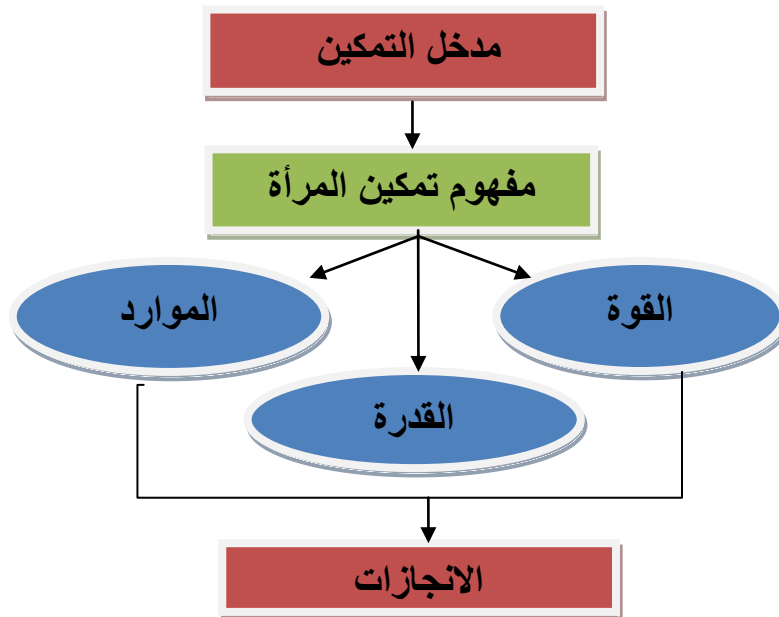 مدخل التمكين
مفهوم تمكين المرأة
القوة
الموارد
القدرة
الانجازات